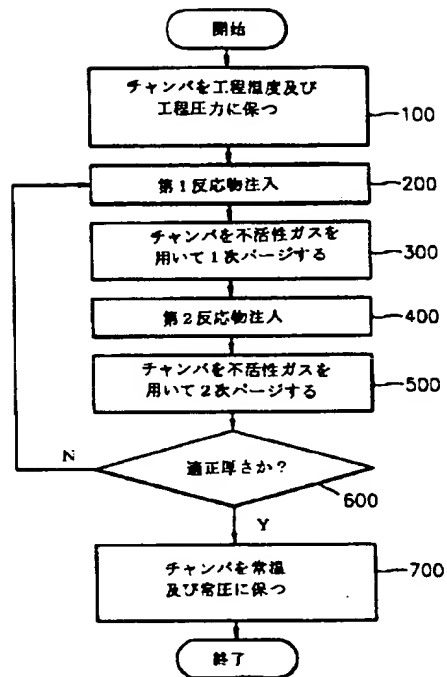 開始
チャンバを工程温度及び
工程圧力に保つ
100
第1反応物注入
200
チャンバを不活性ガスを
用いて1次パージする
300
第2反応物注入
400
チャンバを不活性ガスを
用いて2次パージする
500
N
適正厚さか?
600
Y
チャンバを常温
及び常圧に保つ
700
終了